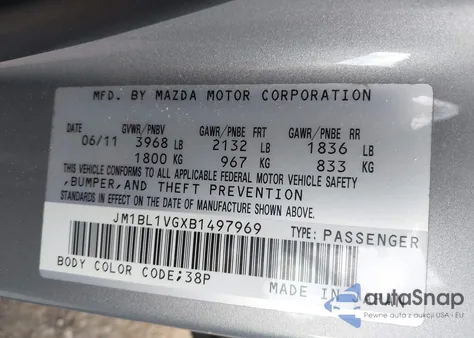 MFD. BY MAZDA MOTOR CORPORATION
DATE GVWR/PNBV GAWR/PNBE FRT GAWR/PNBE RR
06/11 3968 LB 2132 LB 1836 LB
1800 KG 967 KG 833 KG
THIS VEHICLE CONFORMS TO ALL APPLICABLE FEDERAL MOTOR VEHICLE SAFETY
,BUMPER,AND THEFT PREVENTION
STANDARDS IN EFFECT ON THE DATE OF MANUFACTURE SHOWN ABOVE.
JM1BL1VGXB1497969 TYPE: PASSENGER
BODY COLOR CODE;38P MADE IN JAPAN
autoSnap
Pewne auta z USA i EU